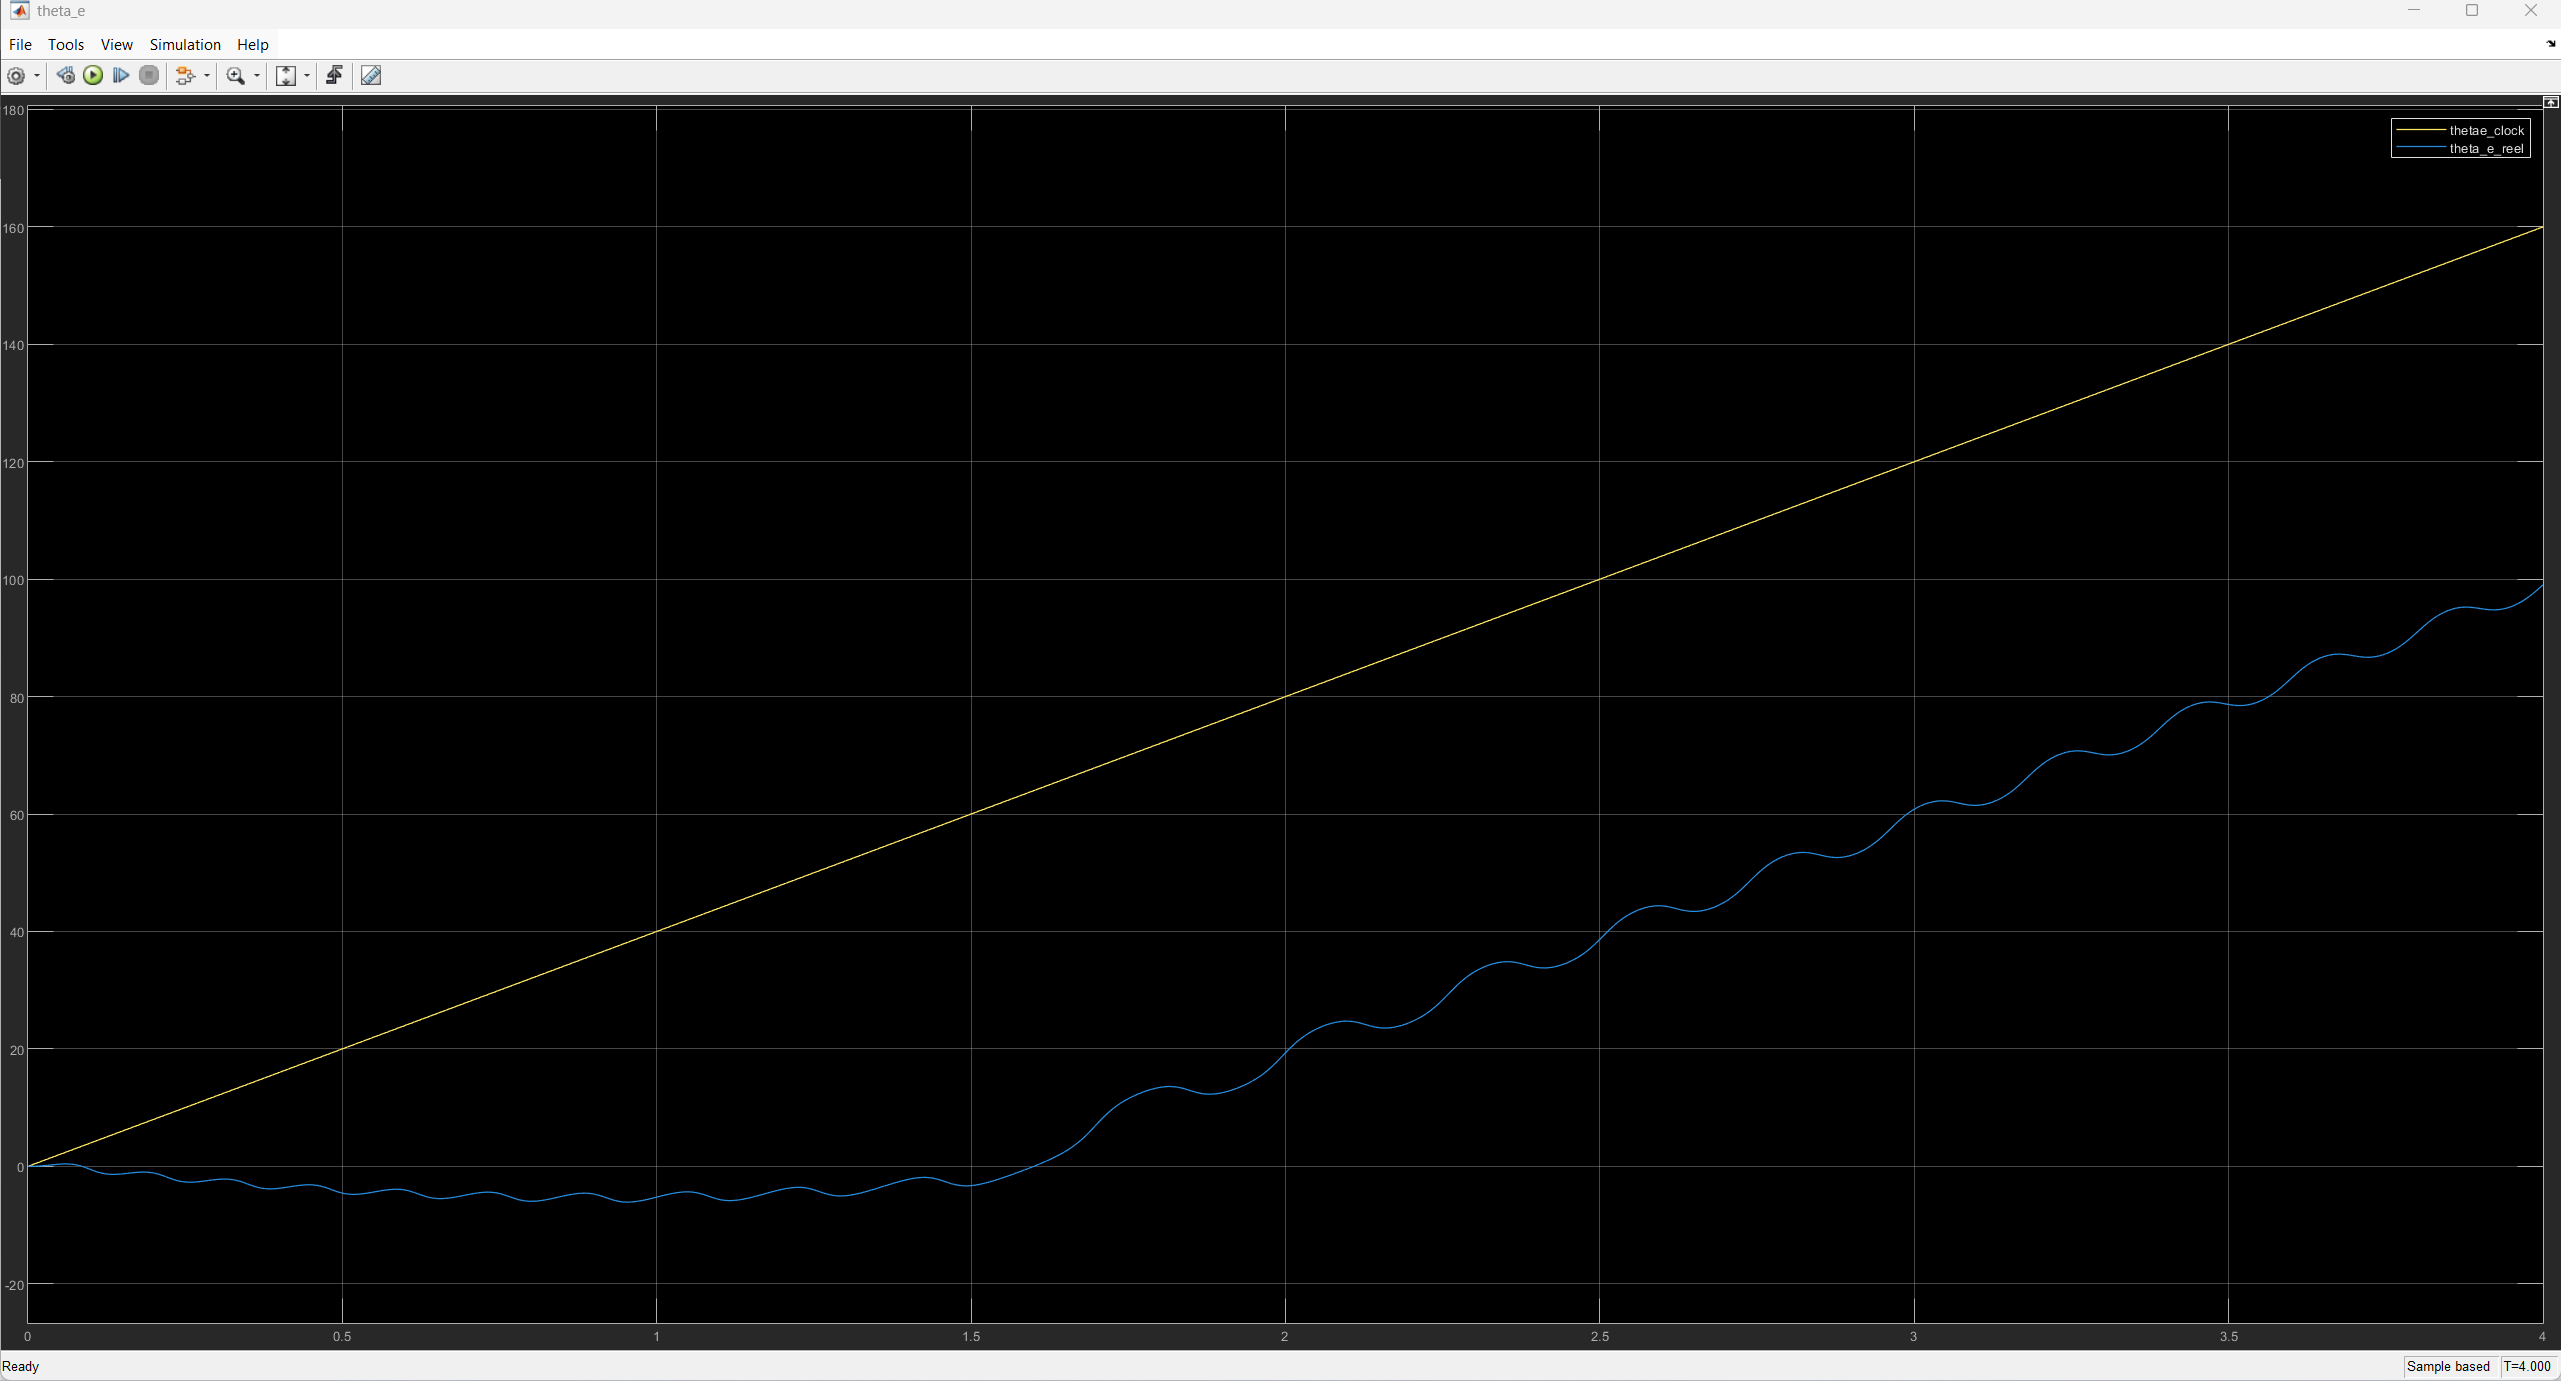 theta_e
File Tools View Simulation Help
180
thetae_clock
theta_e_reel
160
140
120
100
80
60
40
20
0
-20
0 0.5 1 1.5 2 2.5 3 3.5 4
Ready Sample based T=4.000